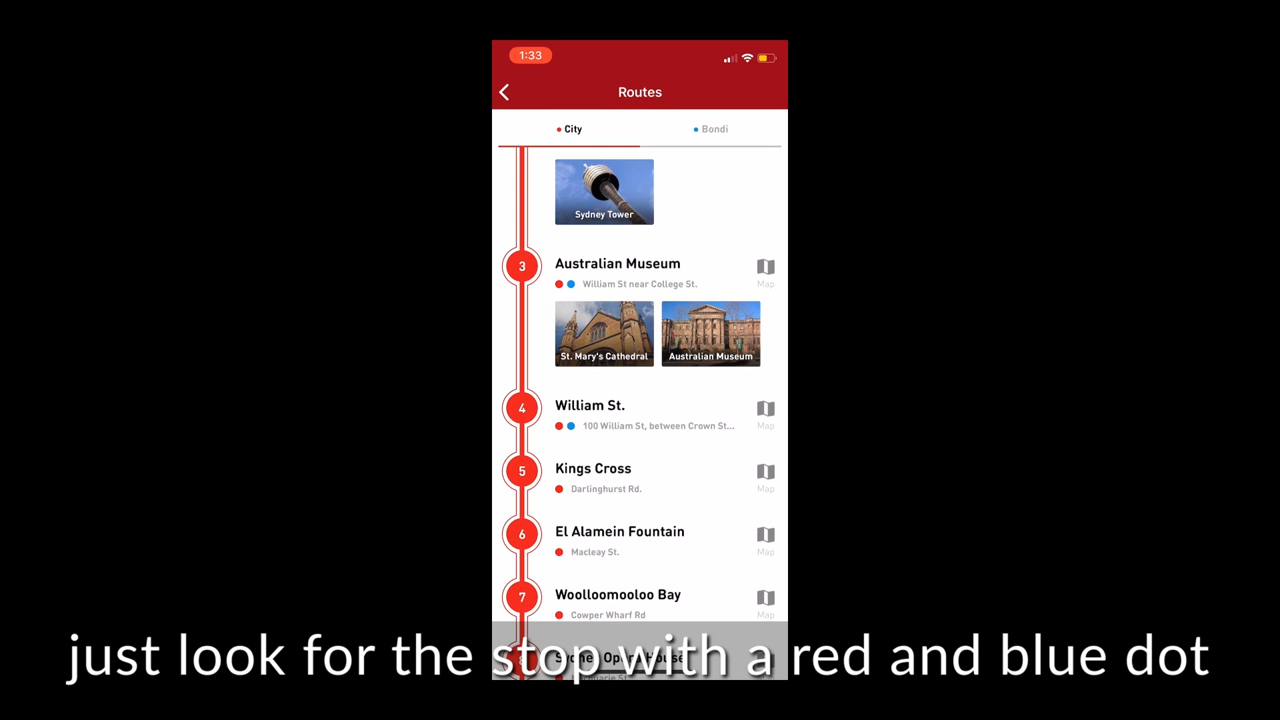 1:33
Routes
City
Bondi
Sydney Tower
3
Australian Museum
William St near College St.
Map
St. Mary's Cathedral
Australian Museum
4
William St.
100 William St, between Crown St...
Map
5
Kings Cross
Darlinghurst Rd.
Map
6
El Alamein Fountain
Macleay St.
Map
7
Woolloomooloo Bay
Cowper Wharf Rd
Map
just look for the stop with a red and blue dot